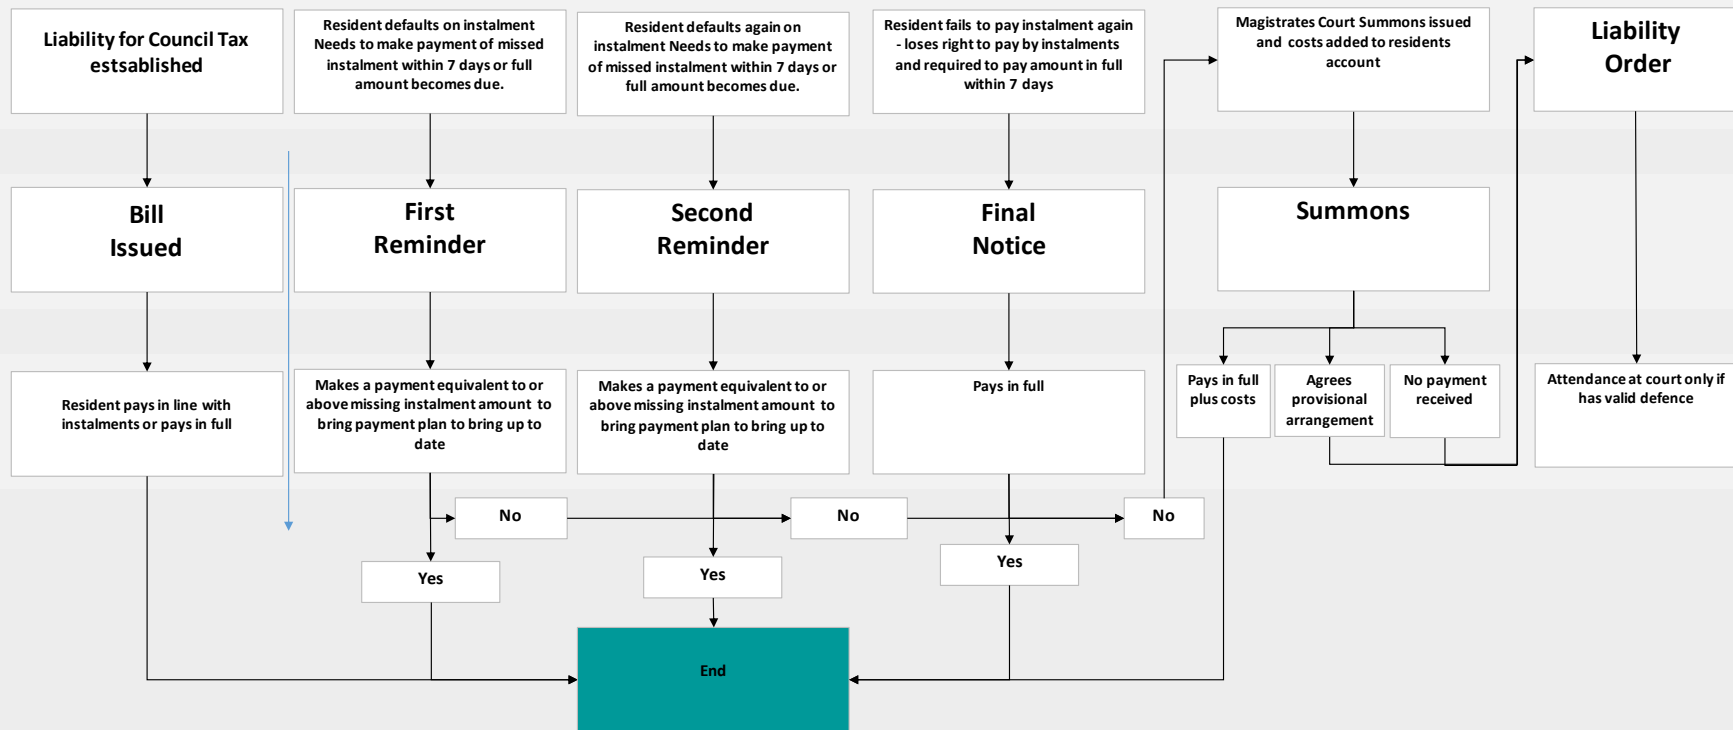 Liability for Council Tax
estsablished
Resident defaults on instalment
Needs to make payment of missed
instalment within 7 days or full
amount becomes due.
Resident defaults again on
instalment Needs to make payment
of missed instalment within 7 days or
full amount becomes due.
Resident fails to pay instalment again
- loses right to pay by instalments
and required to pay amount in full
within 7 days
Magistrates Court Summons issued
and costs added to residents
account
Liability
Order
Bill
Issued
First
Reminder
Second
Reminder
Final
Notice
Summons
Resident pays in line with
instalments or pays in full
Makes a payment equivalent to or
above missing instalment amount to
bring payment plan to bring up to
date
Makes a payment equivalent to or
above missing instalment amount to
bring payment plan to bring up to
date
Pays in full
Pays in full
plus costs
Agrees
provisional
arrangement
No payment
received
Attendance at court only if
has valid defence
No
No
No
Yes
Yes
Yes
End